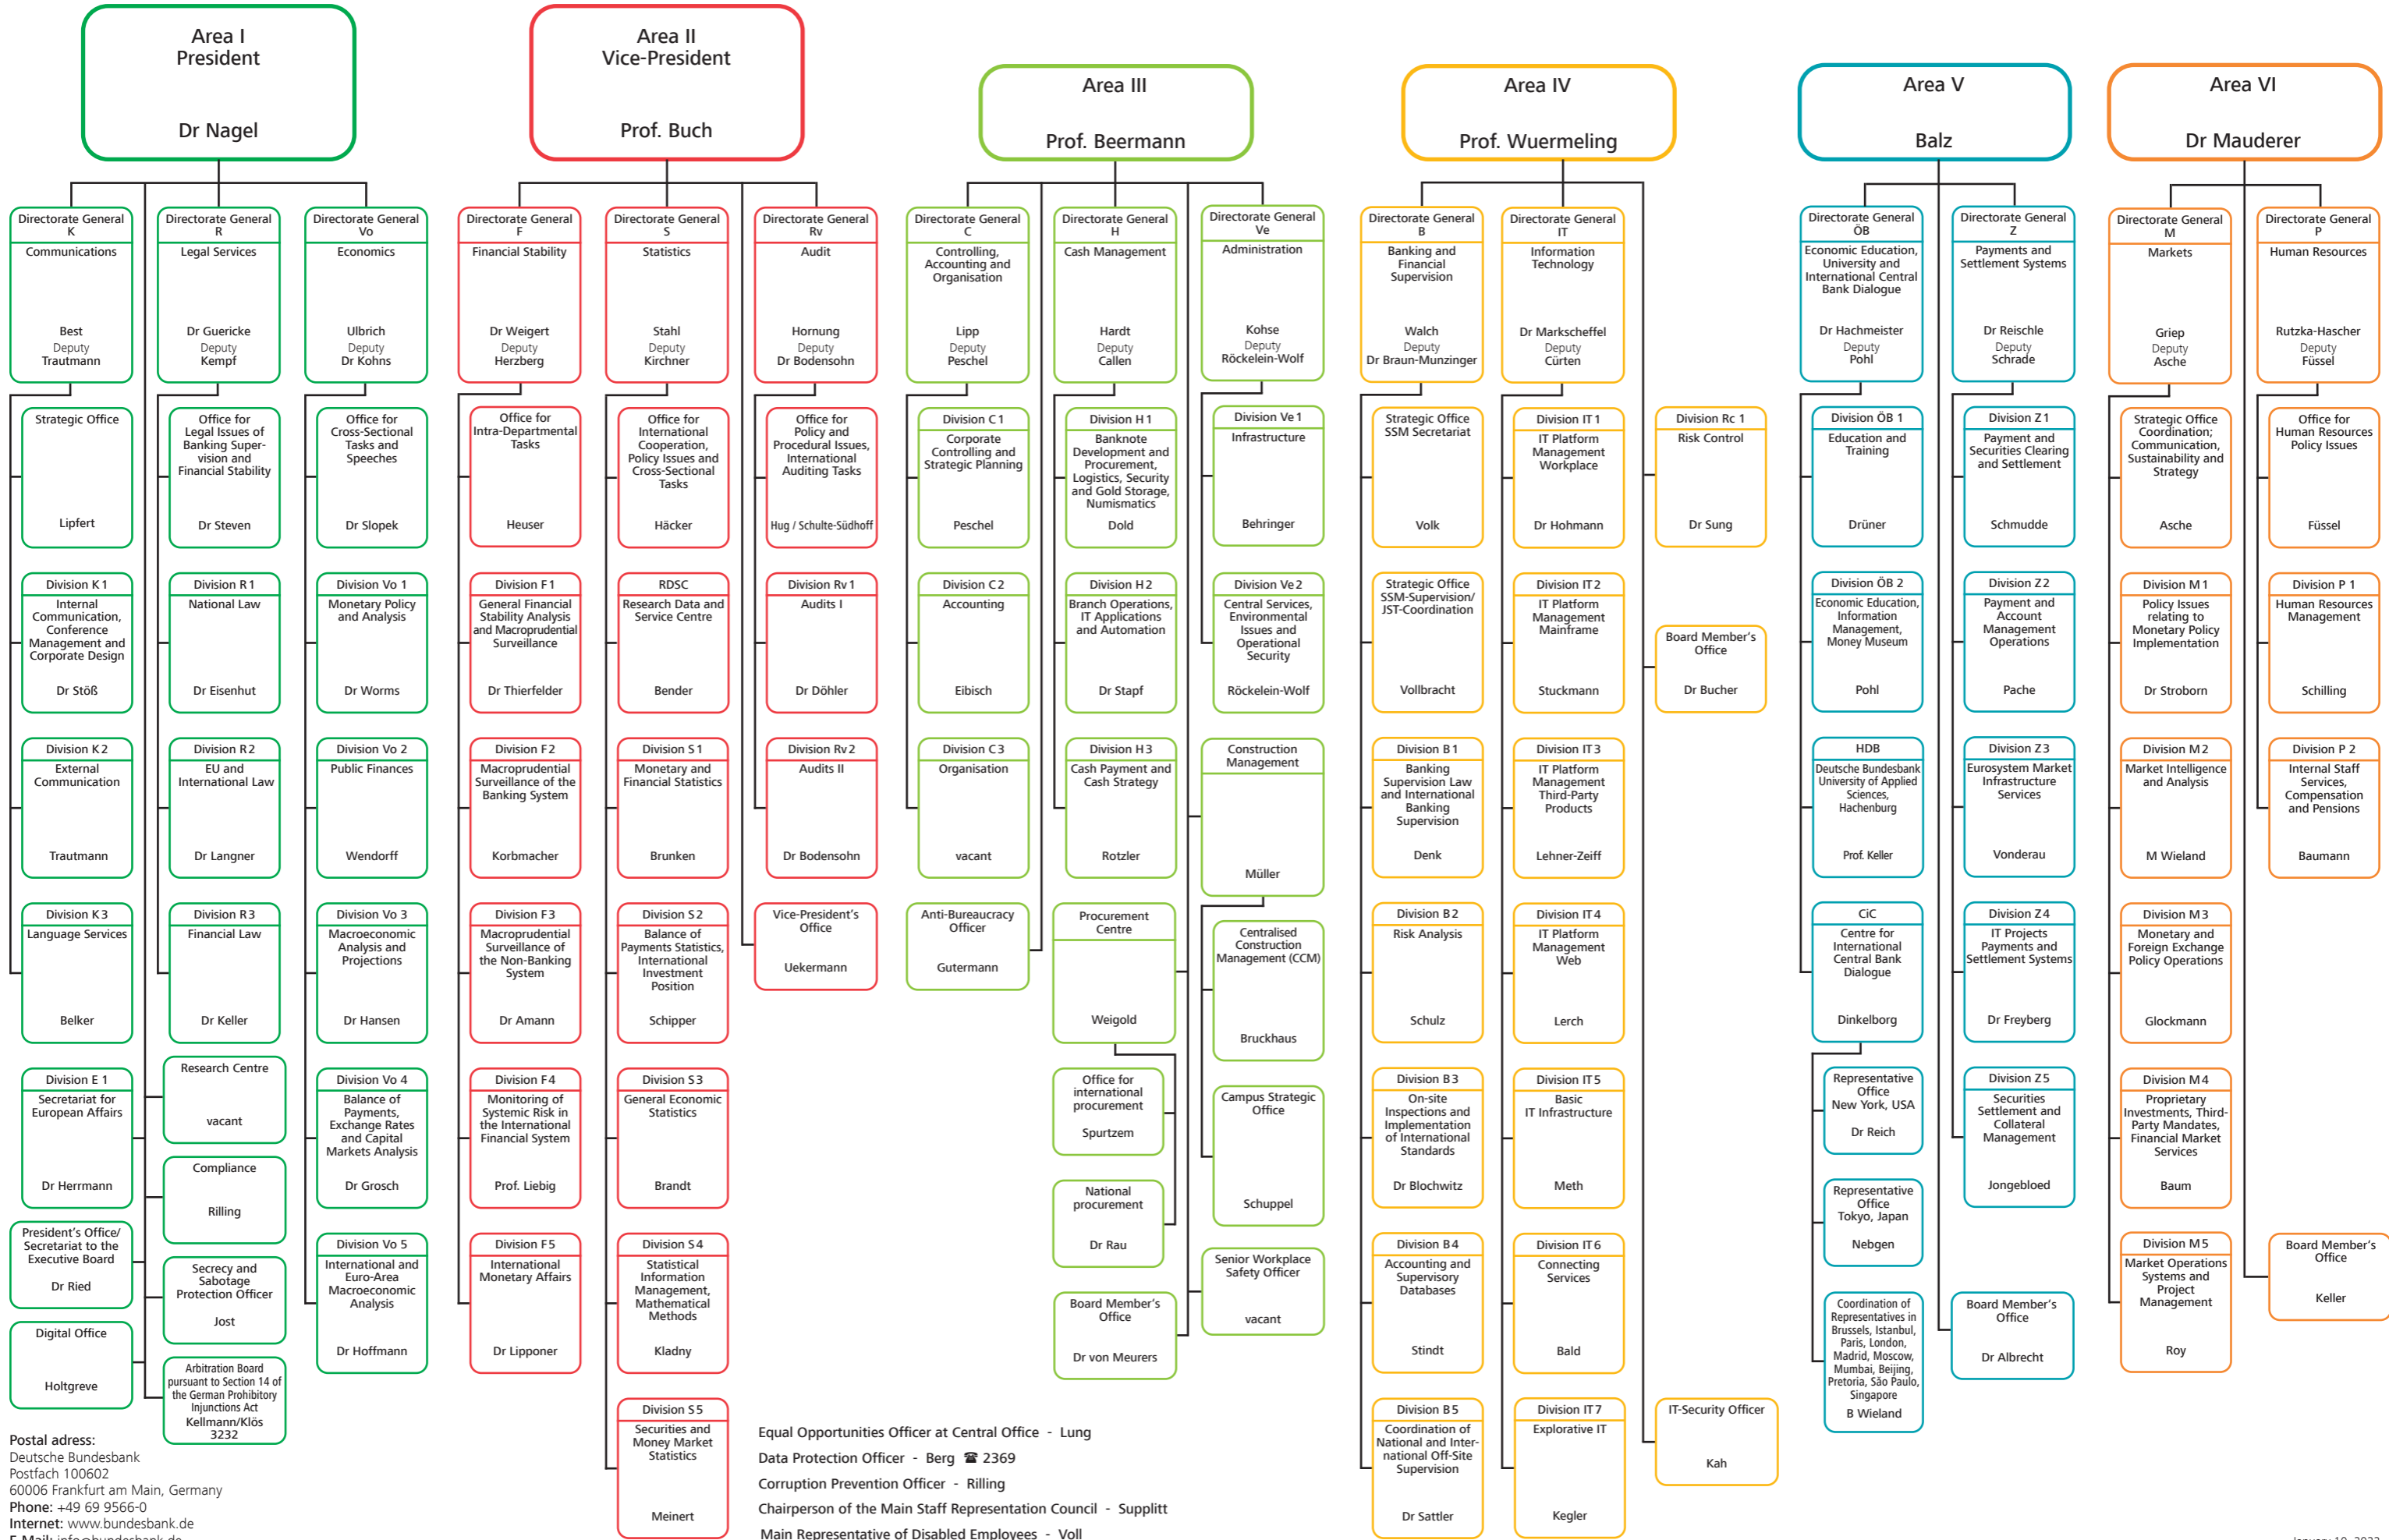 Area I
President
Dr Nagel
Area II
Vice-President
Prof. Buch
Area III
Prof. Beermann
Area IV
Prof. Wuermeling
Area V
Balz
Area VI
Dr Mauderer
Directorate General
K
Communications
Best
Deputy
Trautmann
Strategic Office
Lipfert
Division K 1
Internal
Communication,
Conference
Management and
Corporate Design
Dr Stöß
Division K 2
External
Communication
Trautmann
Division K 3
Language Services
Belker
Division E 1
Secretariat for
European Affairs
Dr Herrmann
President's Office/
Secretariat to the
Executive Board
Dr Ried
Digital Office
Holtgreve
Directorate General
R
Legal Services
Dr Guericke
Deputy
Kempf
Office for
Legal Issues of
Banking Super-
vision and
Financial Stability
Dr Steven
Division R 1
National Law
Dr Eisenhut
Division R 2
EU and
International Law
Dr Langner
Division R 3
Financial Law
Dr Keller
Research Centre
vacant
Compliance
Rilling
Secrecy and
Sabotage
Protection Officer
Jost
Arbitration Board
pursuant to Section 14 of
the German Prohibitory
Injunctions Act
Kellmann/Klös
3232
Directorate General
Vo
Economics
Ulbrich
Deputy
Dr Kohns
Office for
Cross-Sectional
Tasks and
Speeches
Dr Slopek
Division Vo 1
Monetary Policy
and Analysis
Dr Worms
Division Vo 2
Public Finances
Wendorff
Division Vo 3
Macroeconomic
Analysis and
Projections
Dr Hansen
Division Vo 4
Balance of
Payments,
Exchange Rates
and Capital
Markets Analysis
Dr Grosch
Division Vo 5
International and
Euro-Area
Macroeconomic
Analysis
Dr Hoffmann
Directorate General
F
Financial Stability
Dr Weigert
Deputy
Herzberg
Office for
Intra-Departmental
Tasks
Heuser
Division F 1
General Financial
Stability Analysis
and Macroprudential
Surveillance
Dr Thierfelder
Division F 2
Macroprudential
Surveillance of the
Banking System
Korbmacher
Division F 3
Macroprudential
Surveillance of
the Non-Banking
System
Dr Amann
Division F 4
Monitoring of
Systemic Risk in
the International
Financial System
Prof. Liebig
Division F 5
International
Monetary Affairs
Dr Lipponer
Directorate General
S
Statistics
Stahl
Deputy
Kirchner
Office for
International
Cooperation,
Policy Issues and
Cross-Sectional
Tasks
Häcker
RDSC
Research Data and
Service Centre
Bender
Division S 1
Monetary and
Financial Statistics
Brunken
Division S 2
Balance of
Payments Statistics,
International
Investment
Position
Schipper
Division S 3
General Economic
Statistics
Brandt
Division S 4
Statistical
Information
Management,
Mathematical
Methods
Kladny
Division S 5
Securities and
Money Market
Statistics
Meinert
Directorate General
Rv
Audit
Hornung
Deputy
Dr Bodensohn
Office for
Policy and
Procedural Issues,
International
Auditing Tasks
Hug / Schulte-Südhoff
Division Rv 1
Audits I
Dr Döhler
Division Rv 2
Audits II
Dr Bodensohn
Vice-President's
Office
Uekermann
Directorate General
C
Controlling,
Accounting and
Organisation
Lipp
Deputy
Peschel
Division C 1
Corporate
Controlling and
Strategic Planning
Peschel
Division C 2
Accounting
Eibisch
Division C 3
Organisation
vacant
Anti-Bureaucracy
Officer
Gutermann
Directorate General
H
Cash Management
Hardt
Deputy
Callen
Division H 1
Banknote
Development and
Procurement,
Logistics, Security
and Gold Storage,
Numismatics
Dold
Division H 2
Branch Operations,
IT Applications
and Automation
Dr Stapf
Division H 3
Cash Payment and
Cash Strategy
Rotzler
Procurement
Centre
Weigold
Office for
international
procurement
Spurtzem
National
procurement
Dr Rau
Board Member's
Office
Dr von Meurers
Directorate General
Ve
Administration
Kohse
Deputy
Röckelein-Wolf
Division Ve 1
Infrastructure
Behringer
Division Ve 2
Central Services,
Environmental
Issues and
Operational
Security
Röckelein-Wolf
Construction
Management
Müller
Centralised
Construction
Management (CCM)
Bruckhaus
Campus Strategic
Office
Schuppel
Senior Workplace
Safety Officer
vacant
Directorate General
B
Banking and
Financial
Supervision
Walch
Deputy
Dr Braun-Munzinger
Strategic Office
SSM Secretariat
Volk
Strategic Office
SSM-Supervision/
JST-Coordination
Vollbracht
Division B 1
Banking
Supervision Law
and International
Banking
Supervision
Denk
Division B 2
Risk Analysis
Schulz
Division B 3
On-site
Inspections and
Implementation
of International
Standards
Dr Blochwitz
Division B 4
Accounting and
Supervisory
Databases
Stindt
Division B 5
Coordination of
National and Inter-
national Off-Site
Supervision
Dr Sattler
Directorate General
IT
Information
Technology
Dr Markscheffel
Deputy
Cürten
Division IT 1
IT Platform
Management
Workplace
Dr Hohmann
Division IT 2
IT Platform
Management
Mainframe
Stuckmann
Division IT 3
IT Platform
Management
Third-Party
Products
Lehner-Zeiff
Division IT 4
IT Platform
Management
Web
Lerch
Division IT 5
Basic
IT Infrastructure
Meth
Division IT 6
Connecting
Services
Bald
Division IT 7
Explorative IT
Kegler
Division Rc 1
Risk Control
Dr Sung
Board Member's
Office
Dr Bucher
IT-Security Officer
Kah
Directorate General
ÖB
Economic Education,
University and
International Central
Bank Dialogue
Dr Hachmeister
Deputy
Pohl
Division ÖB 1
Education and
Training
Drüner
Division ÖB 2
Economic Education,
Information
Management,
Money Museum
Pohl
HDB
Deutsche Bundesbank
University of Applied
Sciences,
Hachenburg
Prof. Keller
CiC
Centre for
International
Central Bank
Dialogue
Dinkelborg
Representative
Office
New York, USA
Dr Reich
Representative
Office
Tokyo, Japan
Nebgen
Coordination of
Representatives in
Brussels, Istanbul,
Paris, London,
Madrid, Moscow,
Mumbai, Beijing,
Pretoria, São Paulo,
Singapore
B Wieland
Directorate General
Z
Payments and
Settlement Systems
Dr Reischle
Deputy
Schrade
Division Z 1
Payment and
Securities Clearing
and Settlement
Schmudde
Division Z 2
Payment and
Account
Management
Operations
Pache
Division Z 3
Eurosystem Market
Infrastructure
Services
Vonderau
Division Z 4
IT Projects
Payments and
Settlement Systems
Dr Freyberg
Division Z 5
Securities
Settlement and
Collateral
Management
Jongebloed
Board Member's
Office
Dr Albrecht
Directorate General
M
Markets
Griep
Deputy
Asche
Strategic Office
Coordination;
Communication,
Sustainability and
Strategy
Asche
Division M 1
Policy Issues
relating to
Monetary Policy
Implementation
Dr Stroborn
Division M 2
Market Intelligence
and Analysis
M Wieland
Division M 3
Monetary and
Foreign Exchange
Policy Operations
Glockmann
Division M 4
Proprietary
Investments, Third-
Party Mandates,
Financial Market
Services
Baum
Division M 5
Market Operations
Systems and
Project
Management
Roy
Directorate General
P
Human Resources
Rutzka-Hascher
Deputy
Füssel
Office for
Human Resources
Policy Issues
Füssel
Division P 1
Human Resources
Management
Schilling
Division P 2
Internal Staff
Services,
Compensation
and Pensions
Baumann
Board Member's
Office
Keller
Postal adress:
Deutsche Bundesbank
Postfach 100602
60006 Frankfurt am Main, Germany
Phone: +49 69 9566-0
Internet: www.bundesbank.de
E-Mail: info@bundesbank.de
Equal Opportunities Officer at Central Office - Lung
Data Protection Officer - Berg ☎ 2369
Corruption Prevention Officer - Rilling
Chairperson of the Main Staff Representation Council - Supplitt
Main Representative of Disabled Employees - Voll